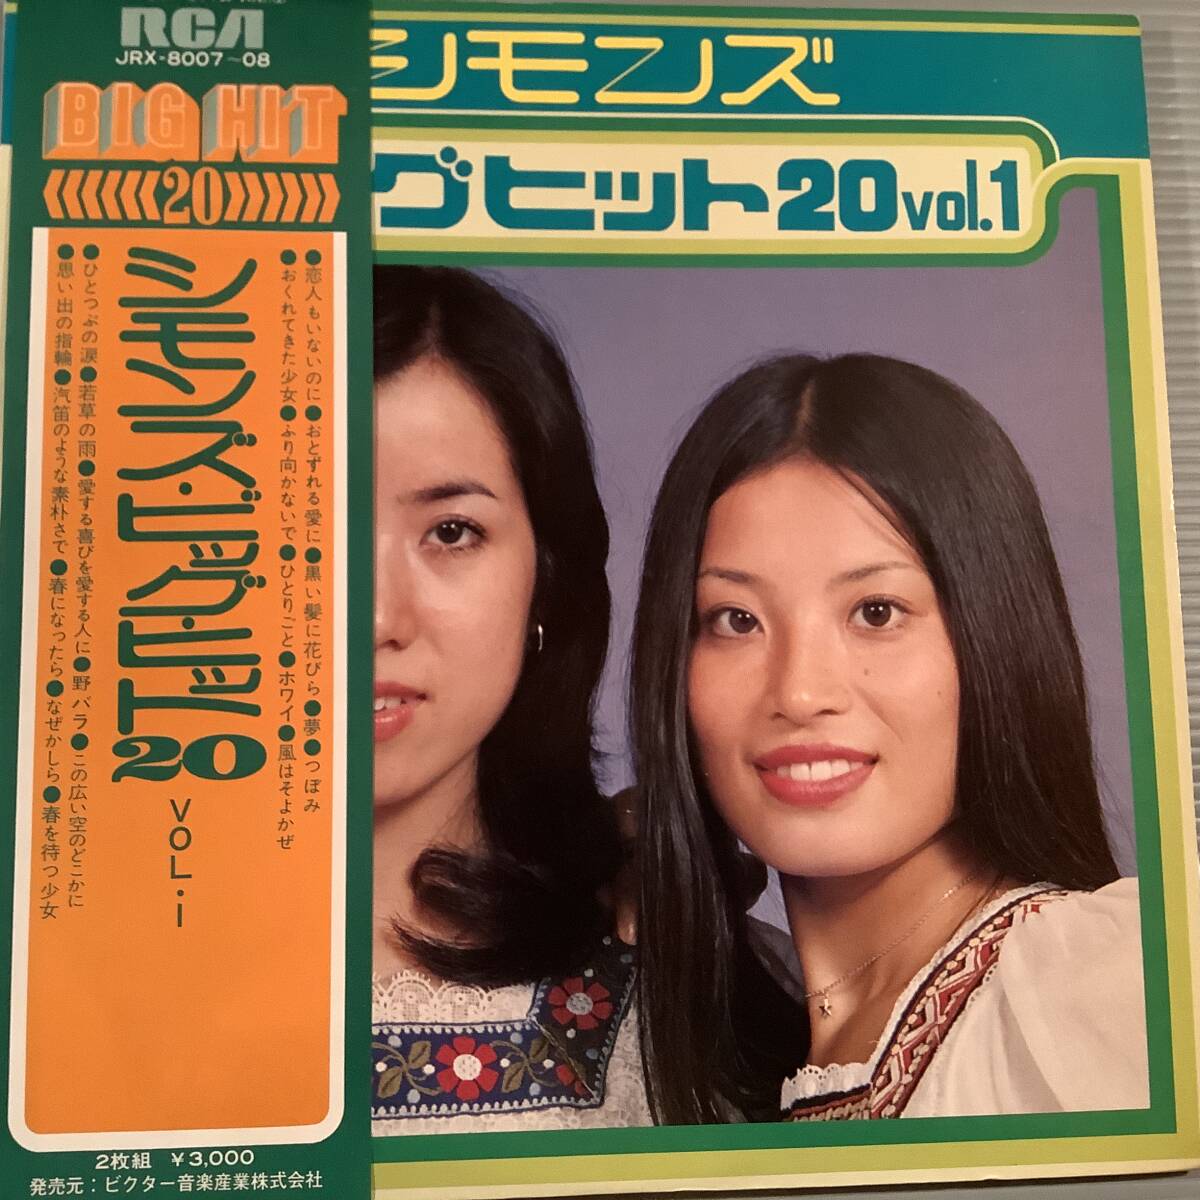 RCA
JRX-8007~08
BIG HIT
20
シモンズ・ビッグ・ヒット20 VOL.1
●恋人もいないのに●おとずれる愛に●黒い髪に花びら●夢●つぼみ
●おくれてきた少女●ふり向かないで●ひとりごと●ホワイ●風はそよかぜ
●ひとつぶの涙●若草の雨●愛する喜びを愛する人に●野バラ●この広い空のどこかに
●思い出の指輪●汽笛のような素朴さで●春になったら●なぜかしら●春を待つ少女
2枚組 ¥3,000
発売元:ビクター音楽産業株式会社
シモンズ
グヒット20vol.1